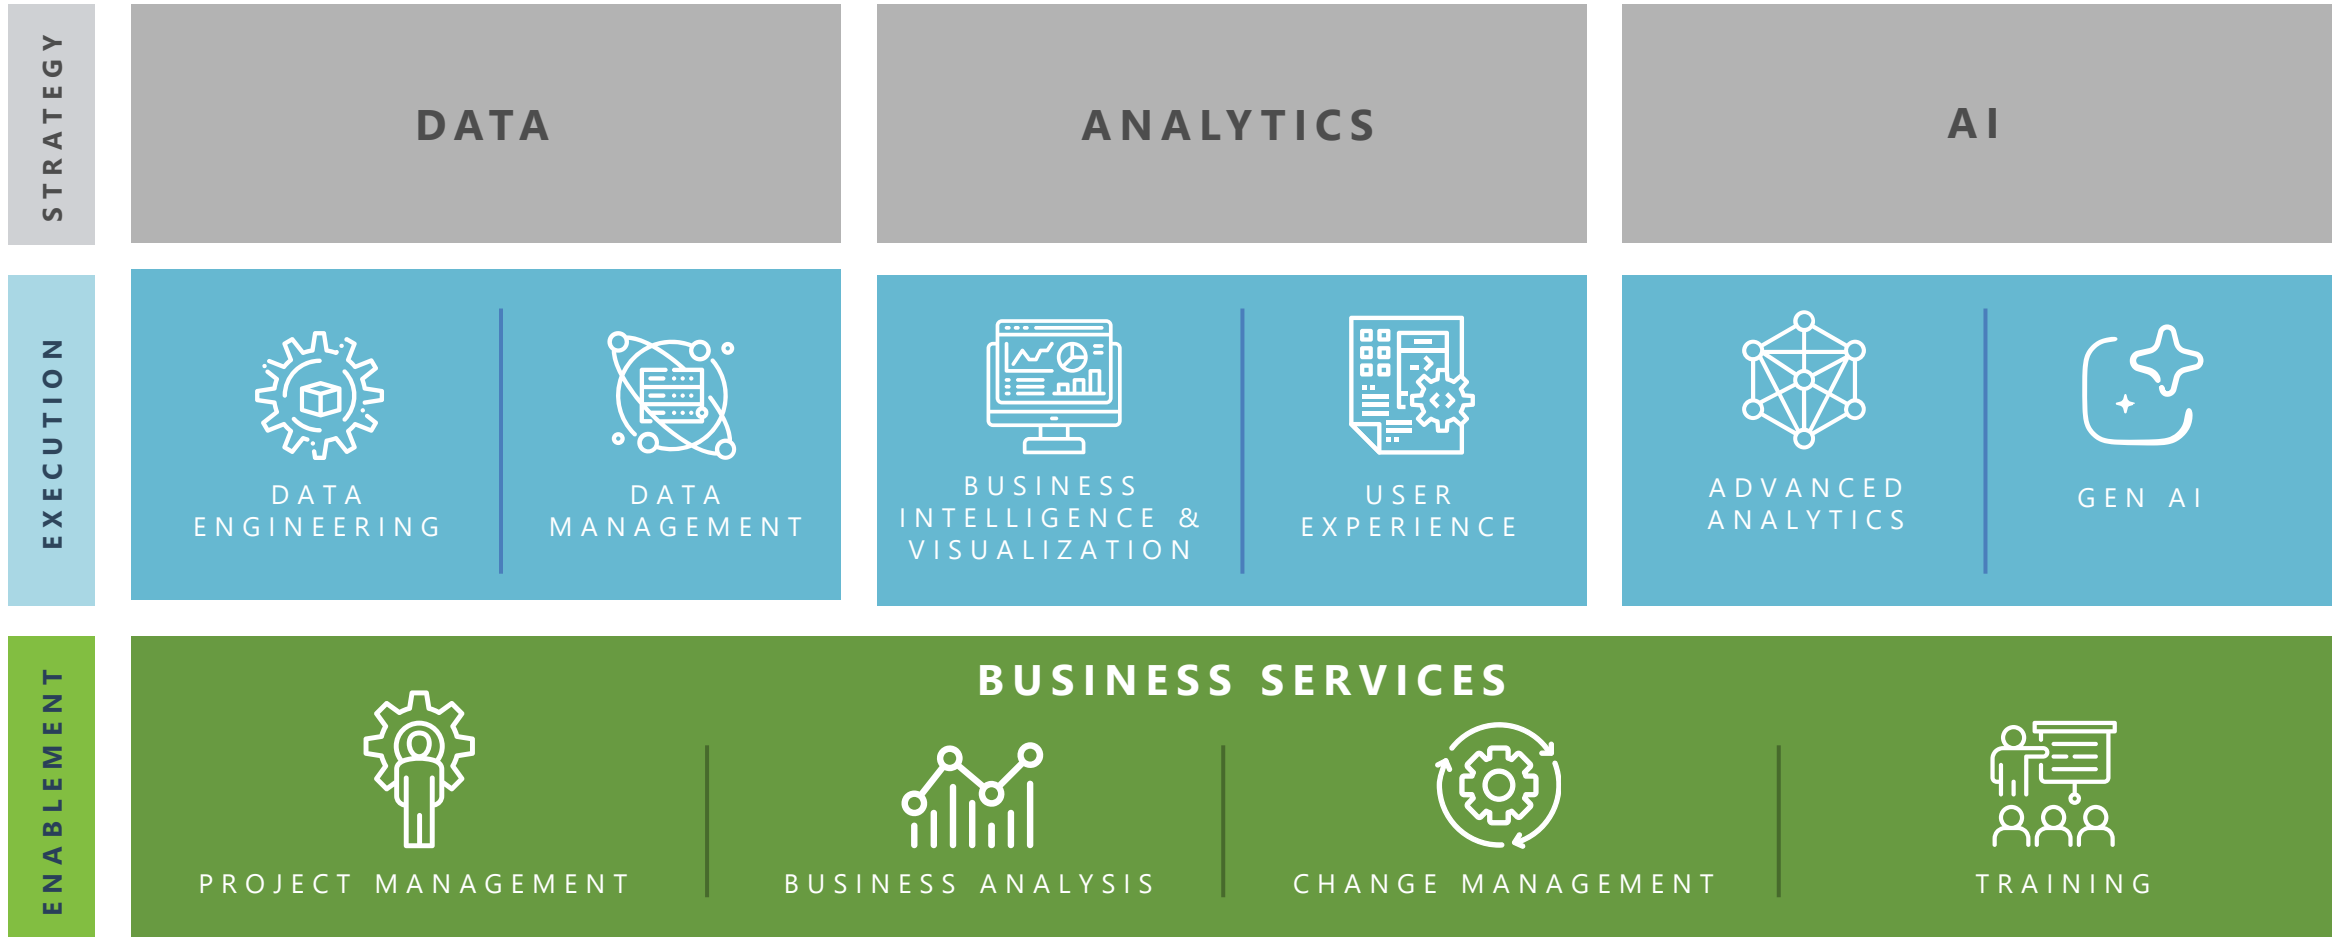 STRATEGY
DATA
ANALYTICS
AI
EXECUTION
DATA
ENGINEERING
DATA
MANAGEMENT
BUSINESS
INTELLIGENCE &
VISUALIZATION
USER
EXPERIENCE
ADVANCED
ANALYTICS
GEN AI
ENABLEMENT
BUSINESS SERVICES
PROJECT MANAGEMENT
BUSINESS ANALYSIS
CHANGE MANAGEMENT
TRAINING